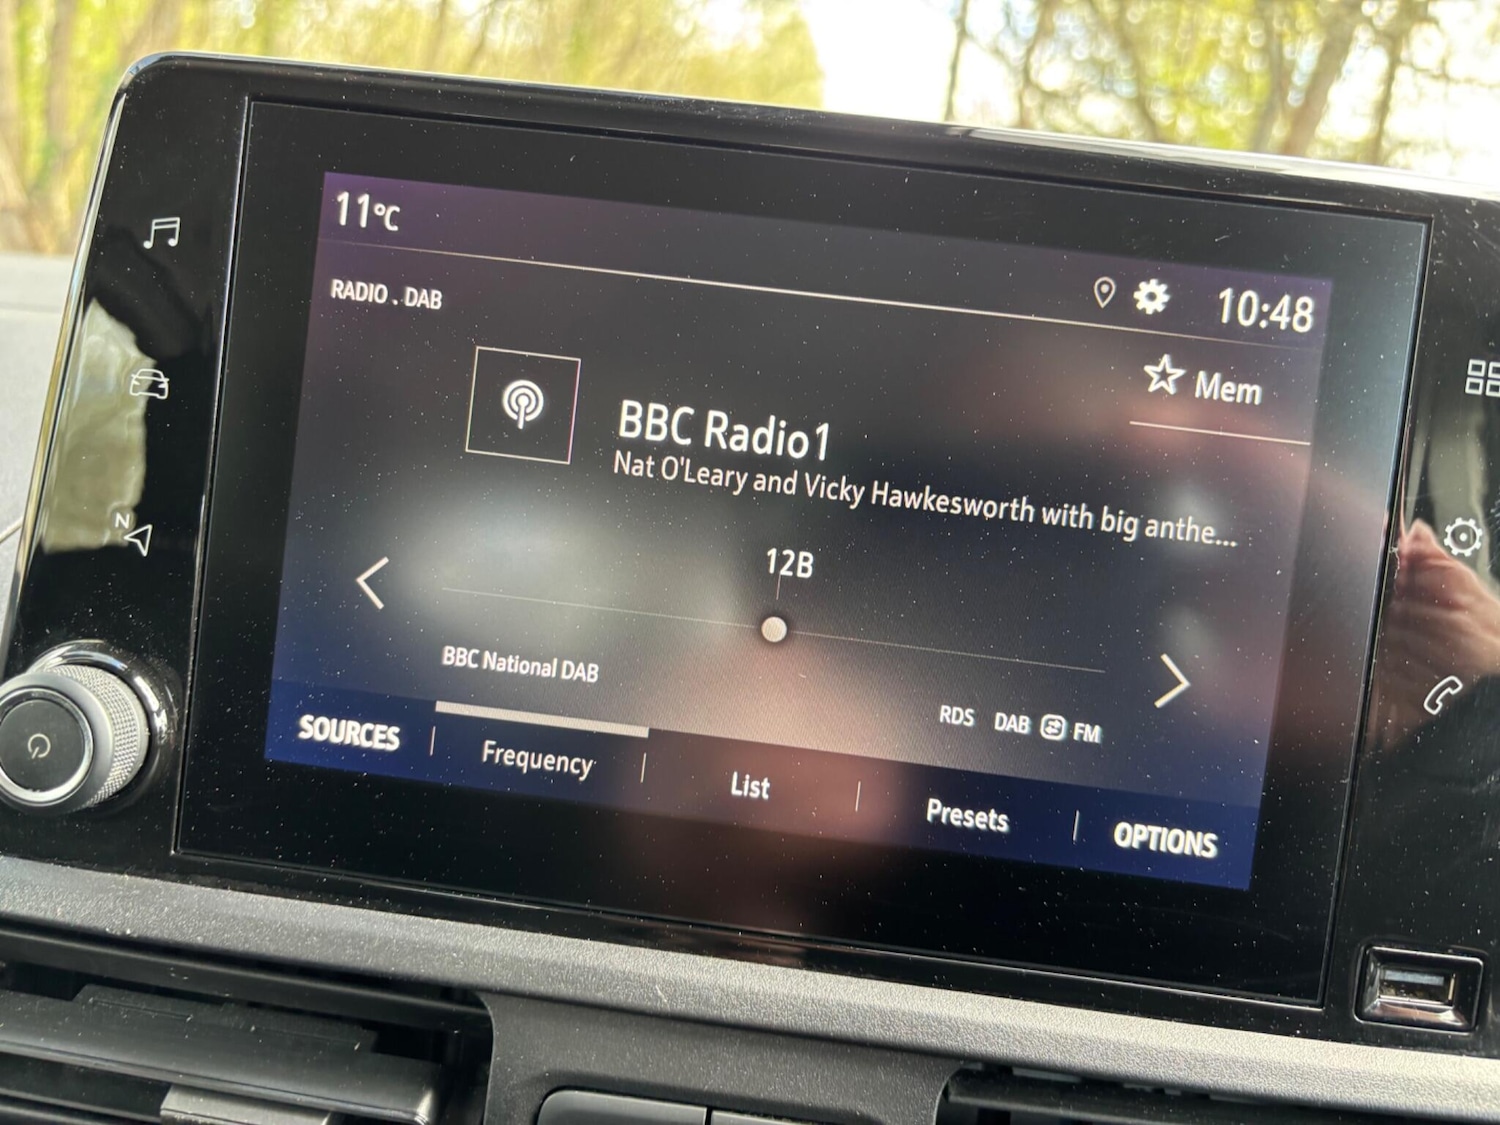 11°C
10:48
RADIO . DAB
Mem
BBC Radio1
Nat O'Leary and Vicky Hawkesworth with big anthe...
12B
BBC National DAB
RDS DAB FM
SOURCES | Frequency | List | Presets | OPTIONS
N